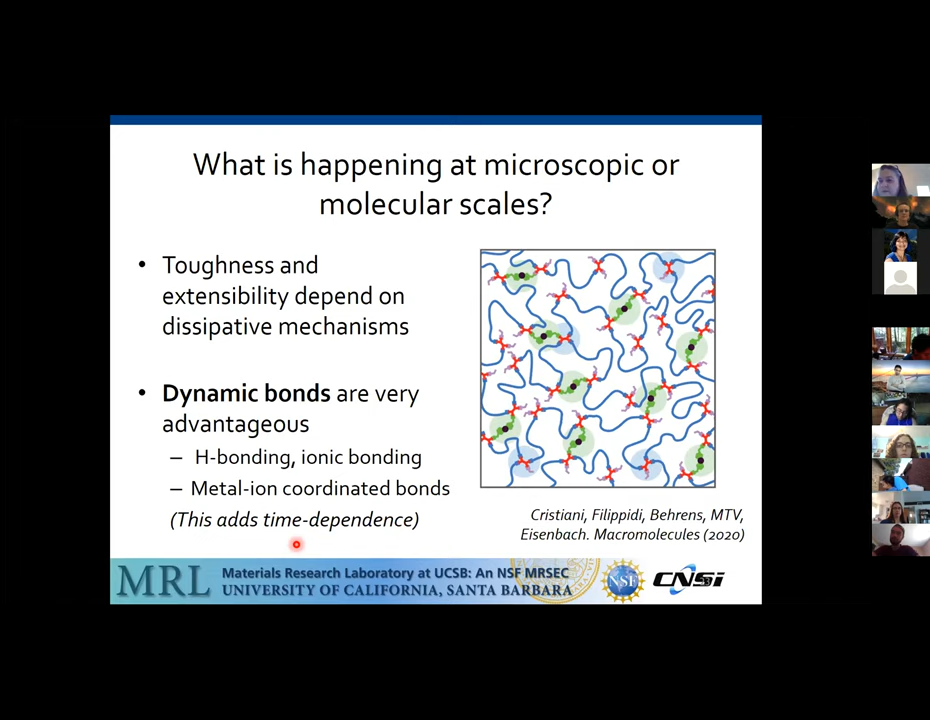 What is happening at microscopic or
molecular scales?
• Toughness and
extensibility depend on
dissipative mechanisms
• Dynamic bonds are very
advantageous
– H-bonding, ionic bonding
– Metal-ion coordinated bonds
(This adds time-dependence)
Cristiani, Filippidi, Behrens, MTV,
Eisenbach. Macromolecules (2020)
MRL
Materials Research Laboratory at UCSB: An NSF MRSEC
UNIVERSITY OF CALIFORNIA, SANTA BARBARA
NSF
CNSi